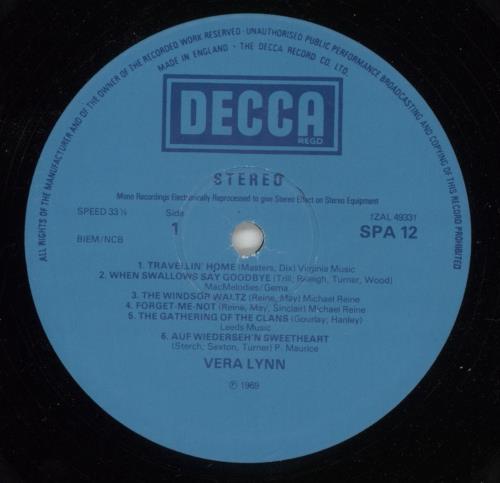 ALL RIGHTS OF THE MANUFACTURER AND OF THE OWNER OF THE RECORDED WORK RESERVED · UNAUTHORISED PUBLIC PERFORMANCE BROADCASTING AND COPYING OF THIS RECORD PROHIBITED
MADE IN ENGLAND · THE DECCA RECORD CO. LTD.
DECCA
REGD
STEREO
Mono Recordings Electronically Reprocessed to give Stereo Effect on Stereo Equipment
SPEED 33⅓ Side 1 ƒZAL 4933
BIEM/NCB SPA 12
1. TRAVELLIN' HOME (Masters, Dix) Virginia Music
2. WHEN SWALLOWS SAY GOODBYE (Trill, Raleigh, Turner, Wood)
MacMelodies/Gema
3. THE WINDSOR WALTZ (Reine, May) Michael Reine
4. FORGET-ME-NOT (Reine, May, Sinclair) Michael Reine
5. THE GATHERING OF THE CLANS (Gourlay, Hanley)
Leeds Music
6. AUF WIEDERSEH'N SWEETHEART
(Storch, Sexton, Turner) P. Maurice
VERA LYNN
℗ 1969